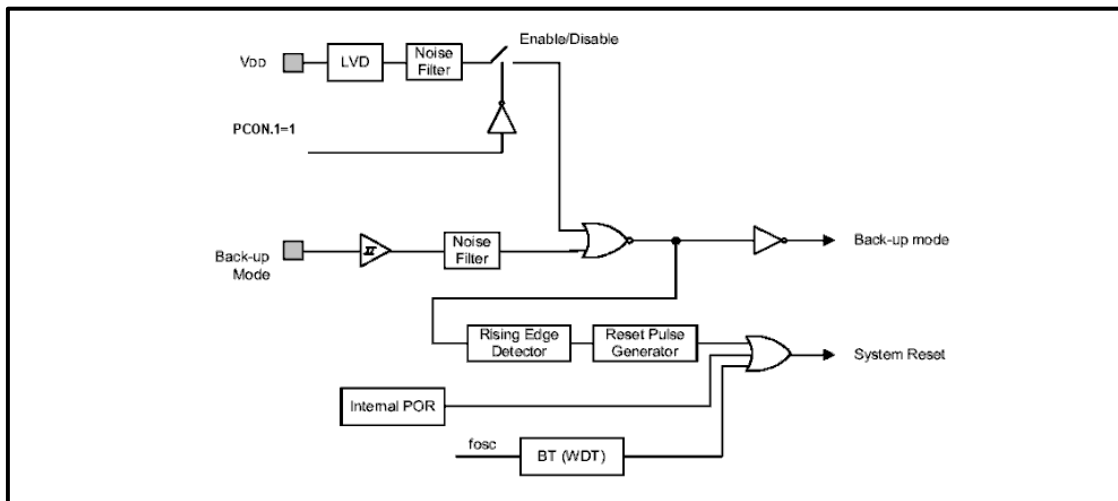 Enable/Disable
VDD
LVD
Noise
Filter
PCON.1=1
Back-up
Mode
Noise
Filter
Back-up mode
Rising Edge
Detector
Reset Pulse
Generator
System Reset
Internal POR
fosc
BT (WDT)